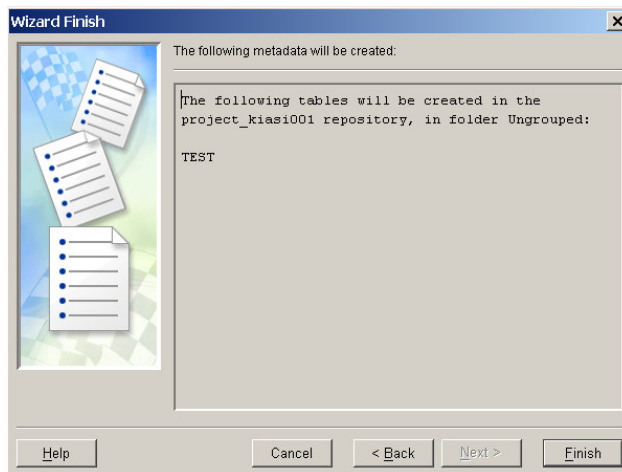 Wizard Finish
The following metadata will be created:
The following tables will be created in the
project_kiasi001 repository, in folder Ungrouped:
TEST
Help
Cancel
< Back
Next >
Finish